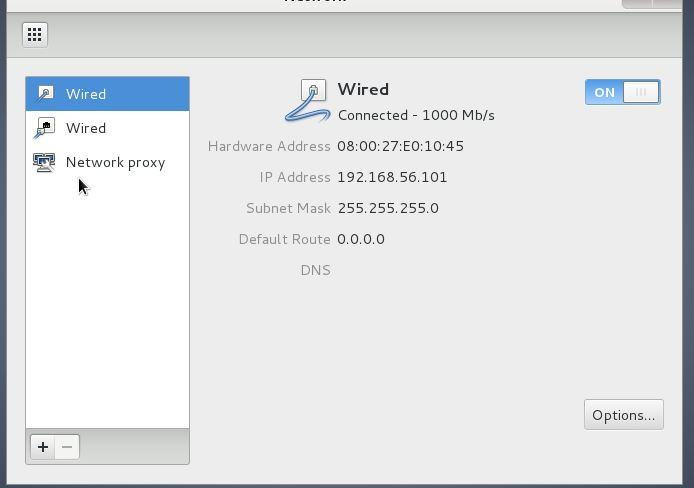 Network
Wired
Wired
Network proxy
Wired
Connected - 1000 Mb/s
ON
Hardware Address 08:00:27:E0:10:45
IP Address 192.168.56.101
Subnet Mask 255.255.255.0
Default Route 0.0.0.0
DNS
Options...